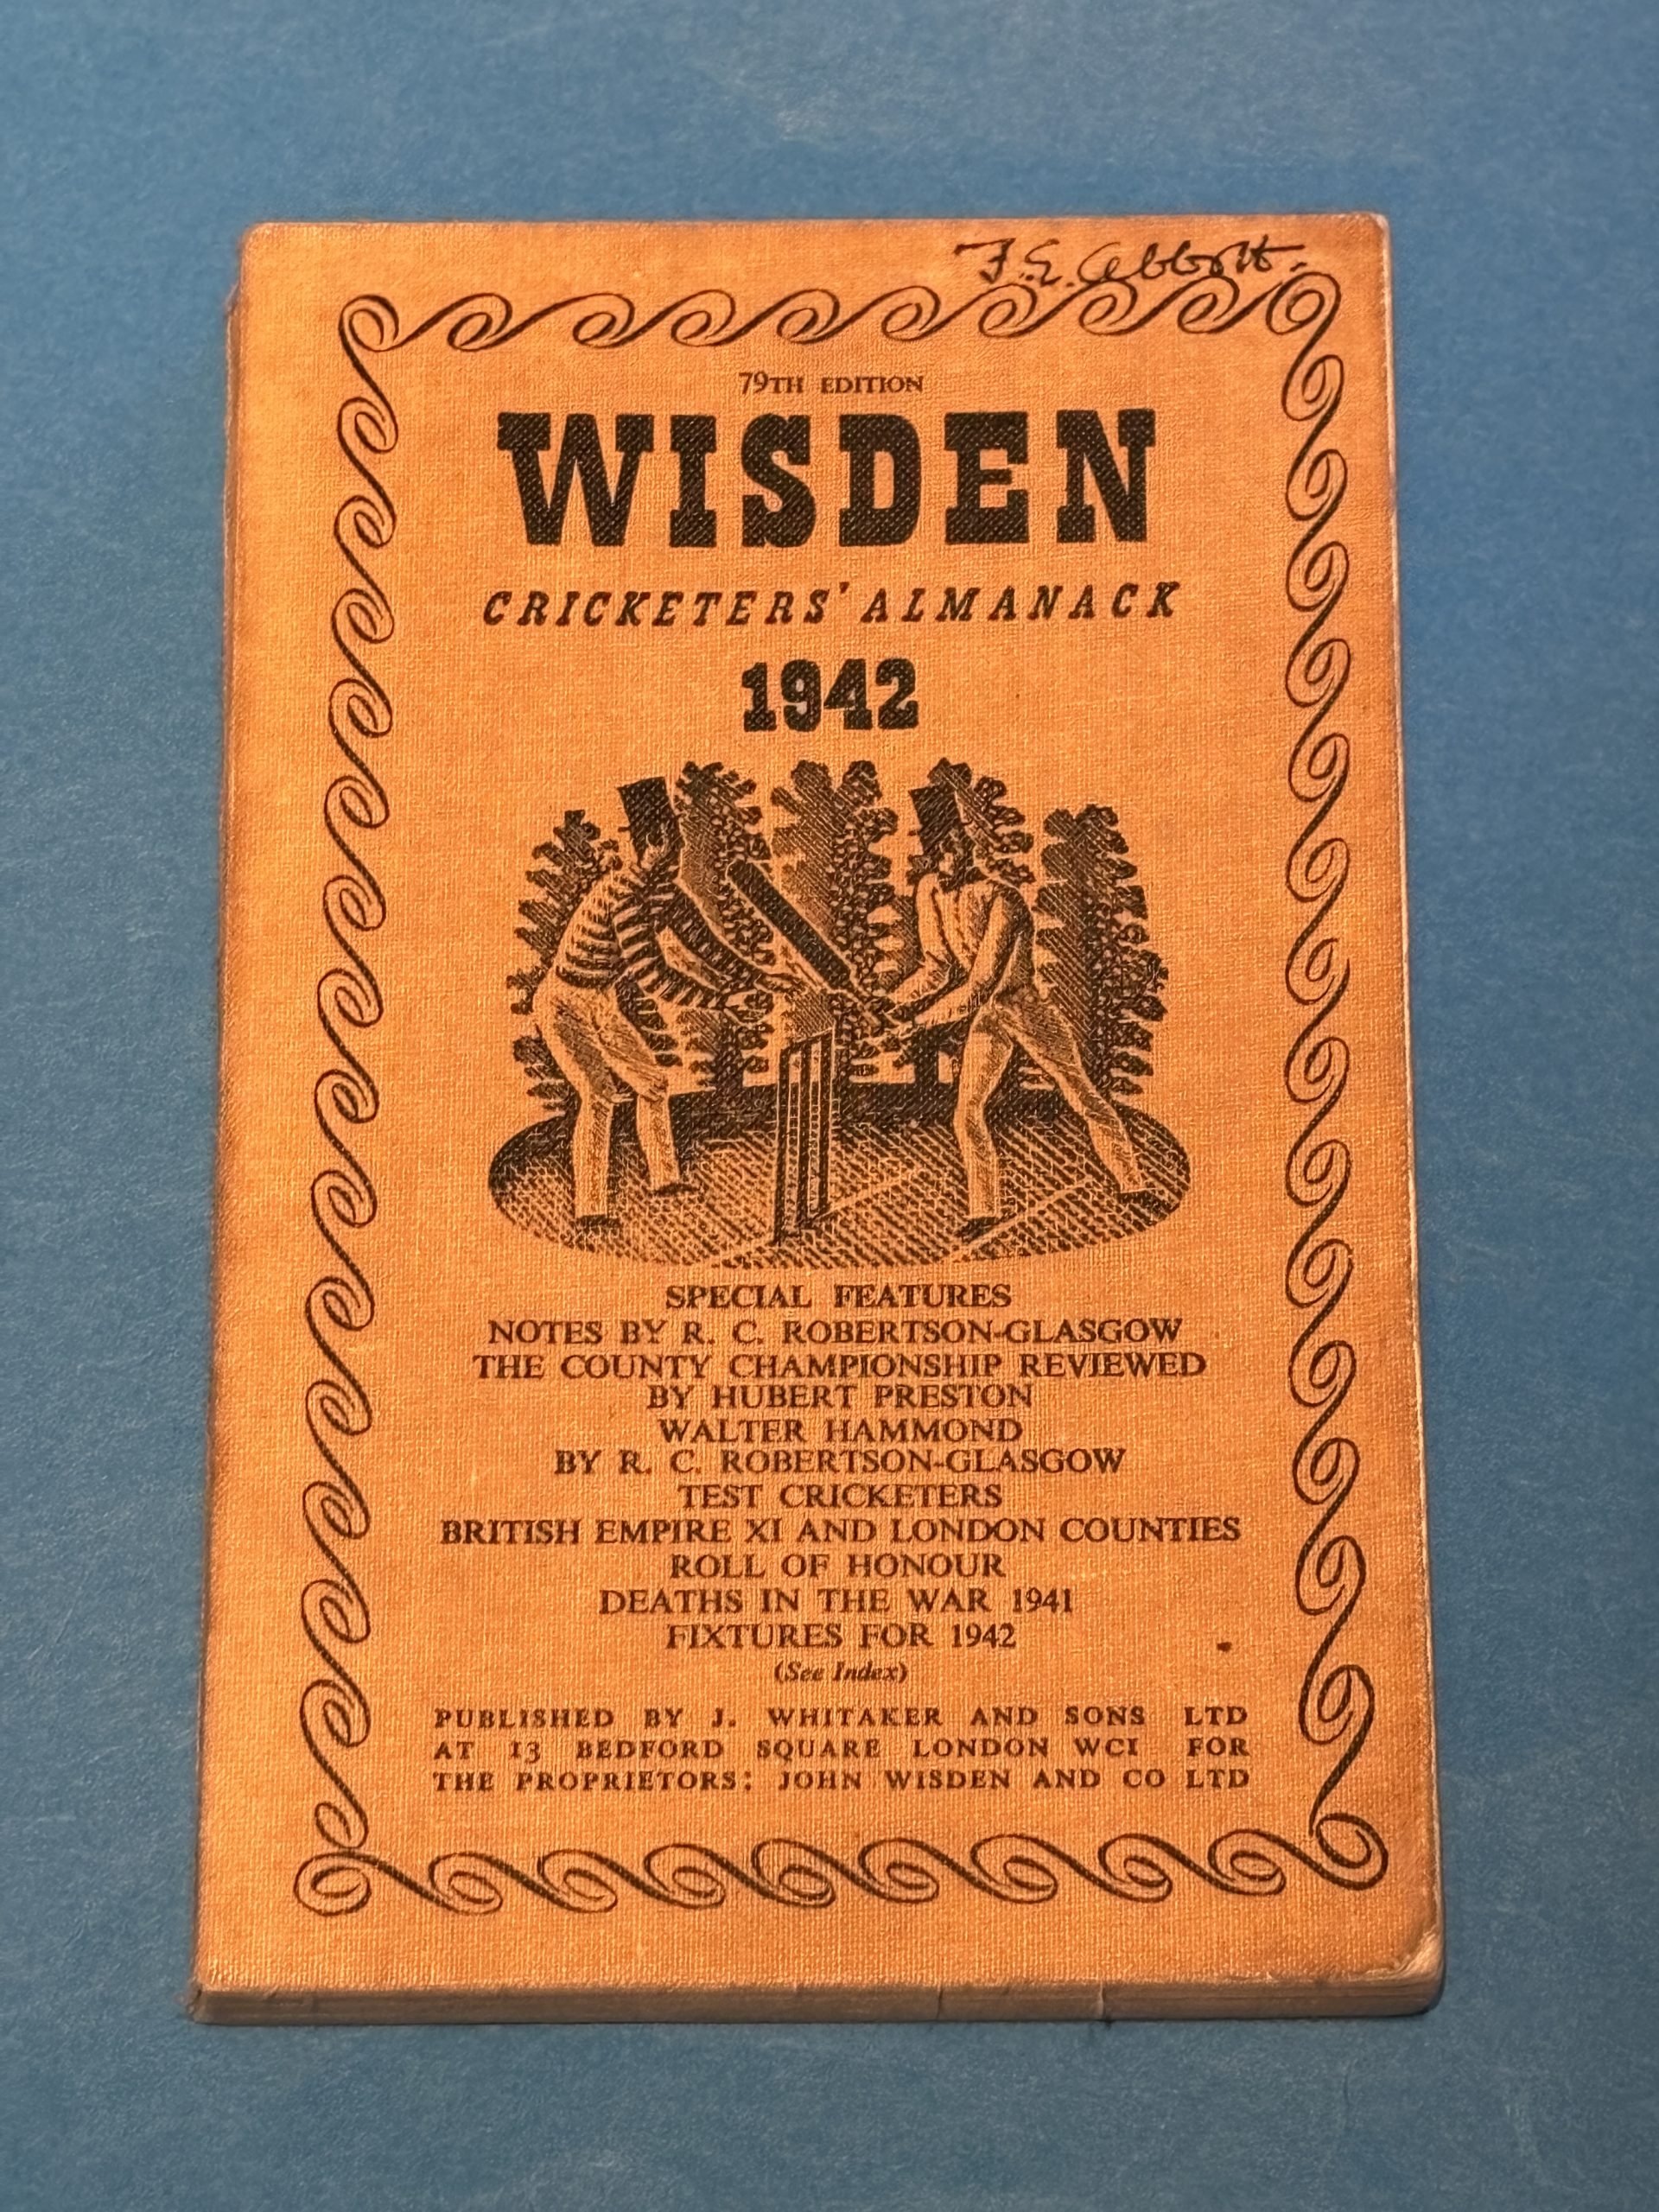 F.E. Abbott.
79TH EDITION
WISDEN
CRICKETERS' ALMANACK
1942
SPECIAL FEATURES
NOTES BY R. C. ROBERTSON-GLASGOW
THE COUNTY CHAMPIONSHIP REVIEWED
BY HUBERT PRESTON
WALTER HAMMOND
BY R. C. ROBERTSON-GLASGOW
TEST CRICKETERS
BRITISH EMPIRE XI AND LONDON COUNTIES
ROLL OF HONOUR
DEATHS IN THE WAR 1941
FIXTURES FOR 1942
(See Index)
PUBLISHED BY J. WHITAKER AND SONS LTD
AT 13 BEDFORD SQUARE LONDON WC1 FOR
THE PROPRIETORS: JOHN WISDEN AND CO LTD